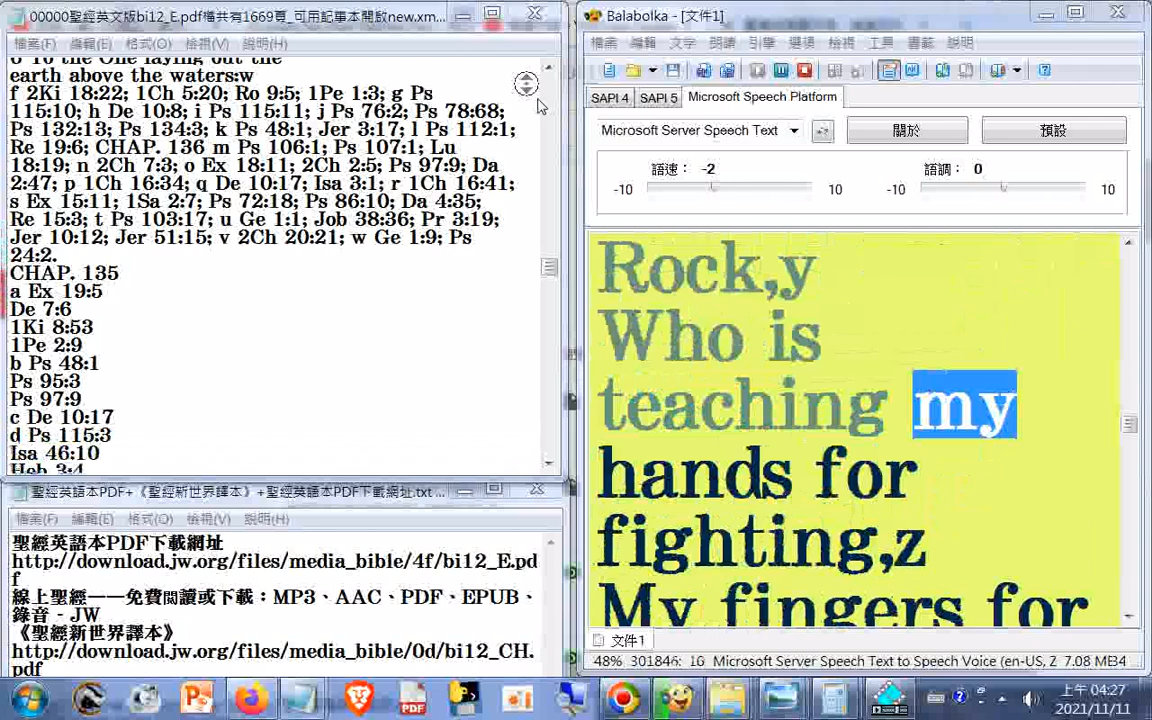 00000聖經英文版bi12_E.pdf檔共有1669頁_可用記事本開啟new.xm...
檔案(F) 編輯(E) 格式(O) 檢視(V) 說明(H)
o To the One laying out the
earth above the waters:w
f 2Ki 18:22; 1Ch 5:20; Ro 9:5; 1Pe 1:3; g Ps
115:10; h De 10:8; i Ps 115:11; j Ps 76:2; Ps 78:68;
Ps 132:13; Ps 134:3; k Ps 48:1; Jer 3:17; l Ps 112:1;
Re 19:6; CHAP. 136 m Ps 106:1; Ps 107:1; Lu
18:19; n 2Ch 7:3; o Ex 18:11; 2Ch 2:5; Ps 97:9; Da
2:47; p 1Ch 16:34; q De 10:17; Isa 3:1; r 1Ch 16:41;
s Ex 15:11; 1Sa 2:7; Ps 72:18; Ps 86:10; Da 4:35;
Re 15:3; t Ps 103:17; u Ge 1:1; Job 38:36; Pr 3:19;
Jer 10:12; Jer 51:15; v 2Ch 20:21; w Ge 1:9; Ps
24:2.
CHAP. 135
a Ex 19:5
De 7:6
1Ki 8:53
1Pe 2:9
b Ps 48:1
Ps 95:3
Ps 97:9
c De 10:17
d Ps 115:3
Isa 46:10
Heb 3:4
聖經英語本PDF+《聖經新世界譯本》+聖經英語本PDF下載網址.txt ...
檔案(F) 編輯(E) 格式(O) 檢視(V) 說明(H)
聖經英語本PDF下載網址
http://download.jw.org/files/media_bible/4f/bi12_E.pd
f
線上聖經——免費閱讀或下載：MP3、AAC、PDF、EPUB、
錄音 - JW
《聖經新世界譯本》
http://download.jw.org/files/media_bible/0d/bi12_CH.
pdf
Balabolka - [文件1]
檔案 編輯 文字 朗讀 引擎 選項 檢視 工具 書籤 說明
SAPI 4 SAPI 5 Microsoft Speech Platform
Microsoft Server Speech Text 關於 預設
語速： -2 語調： 0
-10 10 -10 10
Rock,y
Who is
teaching my
hands for
fighting,z
My fingers for
文件1
48% 301846: 10 Microsoft Server Speech Text to Speech Voice (en-US, Z 7.08 MB34
上午 04:27
2021/11/11